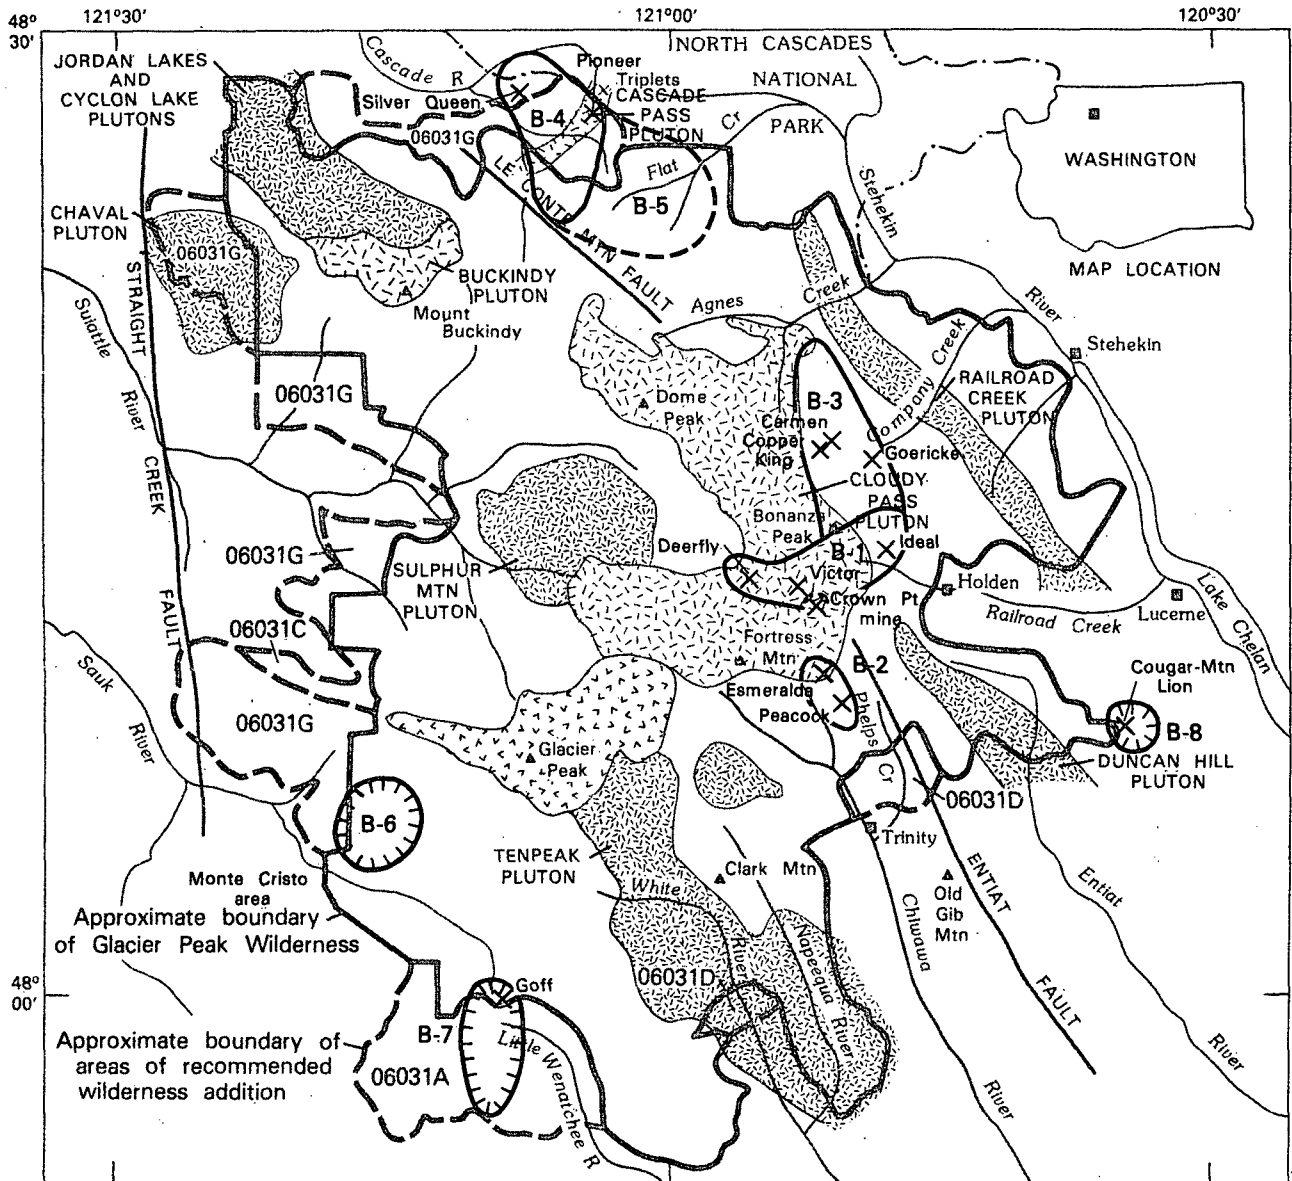 48°
30'
121°30'
121°00'
120°30'
JORDAN LAKES
AND
CYCLON LAKE
PLUTONS
Cascade R
Silver Queen
Pioneer
Triplets
CASCADE
PASS
PLUTON
B-4
06031G
NORTH CASCADES
NATIONAL
PARK
Cr
Flat
B-5
LE CONTE MTN FAULT
Stehekin
River
WASHINGTON
MAP LOCATION
CHAVAL
PLUTON
06031G
STRAIGHT
CREEK
FAULT
BUCKINDY
PLUTON
Mount
Buckindy
Suiattle
River
06031G
Agnes
Creek
Stehekin
Dome
Peak
B-3
Carmen
Copper
King
Company
Creek
Goericke
RAILROAD
CREEK
PLUTON
CLOUDY
PASS
PLUTON
Bonanza
Peak
Ideal
Deerfly
B-1
Victor
Crown Pt
mine
06031G
SULPHUR
MTN
PLUTON
06031C
Holden
Railroad Creek
Lucerne
Lake Chelan
Fortress
Mtn
B-2
Esmeralda
Peacock
Phelps
Cr
Cougar-Mtn
Lion
B-8
DUNCAN HILL
PLUTON
Sauk
River
06031G
Glacier
Peak
06031D
Trinity
B-6
Monte Cristo
area
Approximate boundary
of Glacier Peak Wilderness
TENPEAK
PLUTON
White
River
Clark Mtn
Napeequa
River
Old
Gib
Mtn
ENTIAT
FAULT
Chiwawa
River
Entiat
River
48°
00'
Goff
06031D
B-7
Little Wenatchee R
06031A
Approximate boundary of
areas of recommended
wilderness addition